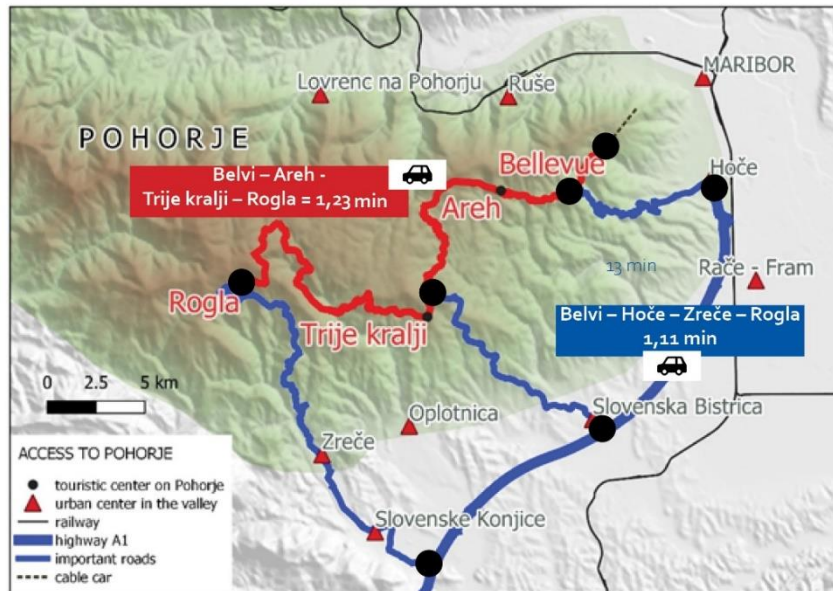 MARIBOR
Lovrenc na Pohorju
Ruše
POHORJE
Bellevue
Hoče
Belvi – Areh -
Trije kralji – Rogla = 1,23 min
Areh
13 min
Rače - Fram
Rogla
Trije kralji
Belvi – Hoče – Zreče – Rogla
1,11 min
0 2.5 5 km
Oplotnica
Slovenska Bistrica
Zreče
Slovenske Konjice
ACCESS TO POHORJE
touristic center on Pohorje
urban center in the valley
railway
highway A1
important roads
cable car